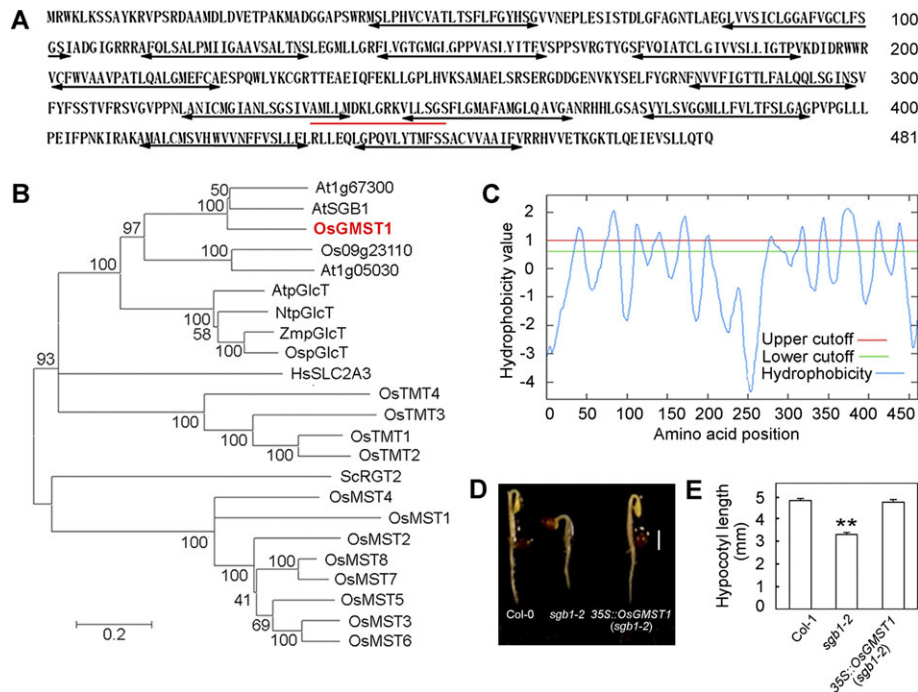 A
MRWKLKSSAYKRVPSRDAAMDLDVETPAKMADGGAPSWRMSLPHVCVATLTSFLFGYHSGVVNEPLESISTDLGFAGNTLAEGLVVSICLGGAFVGCLFS 100
GSIADGIGRRRAFQLSALPMIIGAAVSALTNSLEGMLLGRFLVGTGMGLGPPVASLYITEVSPPSVRGTYGSFVQIATCLGIVVSLLIGTPVKDIDRWWR 200
VCFWVAAVPATLQALGMEFCAESPQWLYKCGRTTEAEIQFEKLLGPLHVKSAMAELSRSERGDDGENVKYSELFYGRNFNVVFIGTTLFALQQLSGINSV 300
FYFSSTVFRSVGVPPNLANICMGIANLSGSIVAMLLMDKLGRKVLLSGSFLGMAFAMGLQAVGANRHHLGSASVYLSVGGMLLFVLTFSLGAGPVPGLLL 400
PEIFPNKIRAKAMALCMSVHWVVNFFVSLLFLRLLEQLGPQVLYTMFSSACVVAAIFVRRHVVETKGKTLQEIEVSLLQTQ 481
B
50
At1g67300
100
AtSGB1
97
OsGMST1
100
Os09g23110
100
At1g05030
AtpGlcT
100
NtpGlcT
58
ZmpGlcT
100
OspGlcT
93
HsSLC2A3
OsTMT4
100
OsTMT3
100
OsTMT1
100
OsTMT2
ScRGT2
OsMST4
OsMST1
100
OsMST2
100
OsMST8
OsMST7
41
OsMST5
69
OsMST3
100
OsMST6
0.2
C
Hydrophobicity value
2
1
0
-1
-2
-3
-4
Upper cutoff
Lower cutoff
Hydrophobicity
0 50 100 150 200 250 300 350 400 450
Amino acid position
D
Col-0 sgb1-2 35S::OsGMST1
(sgb1-2)
E
Hypocotyl length
(mm)
5
4
3
2
1
0
**
Col-1
sgb1-2
35S::OsGMST1
(sgb1-2)